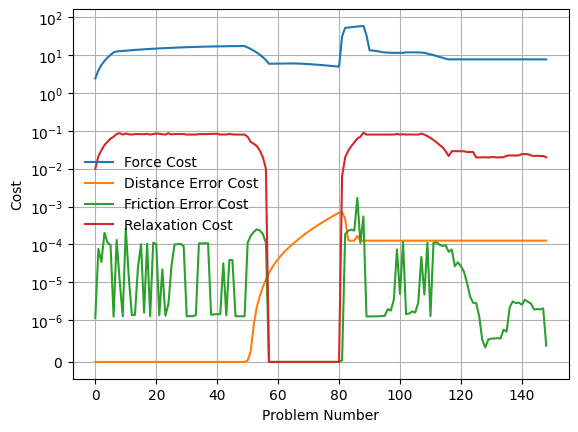 10²
10¹
10⁰
10⁻¹
10⁻²
10⁻³
10⁻⁴
10⁻⁵
10⁻⁶
0
Cost
Force Cost
Distance Error Cost
Friction Error Cost
Relaxation Cost
0 20 40 60 80 100 120 140
Problem Number